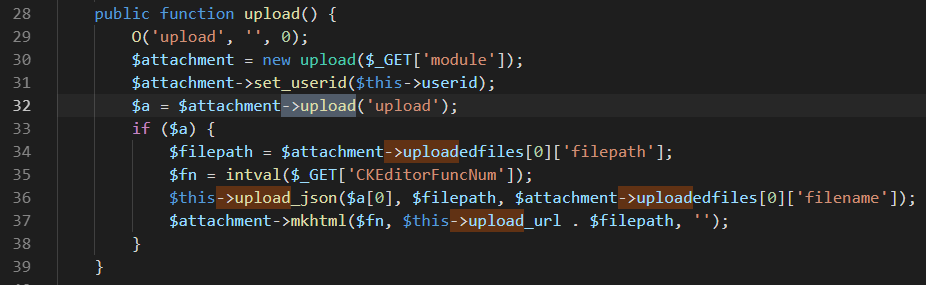 28 public function upload() {
29 O('upload', '', 0);
30 $attachment = new upload($_GET['module']);
31 $attachment->set_userid($this->userid);
32 $a = $attachment->upload('upload');
33 if ($a) {
34 $filepath = $attachment->uploadedfiles[0]['filepath'];
35 $fn = intval($_GET['CKEditorFuncNum']);
36 $this->upload_json($a[0], $filepath, $attachment->uploadedfiles[0]['filename']);
37 $attachment->mkhtml($fn, $this->upload_url . $filepath, '');
38 }
39 }